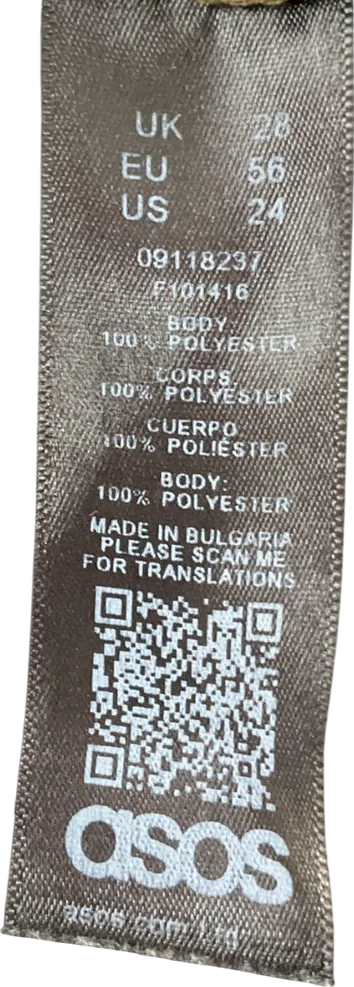 UK 28
EU 56
US 24
09118237
F101416
BODY:
100% POLYESTER
CORPS:
100% POLYESTER
CUERPO
100% POLIÉSTER
BODY:
100% POLYESTER
MADE IN BULGARIA
PLEASE SCAN ME
FOR TRANSLATIONS
asos
asos.com Ltd